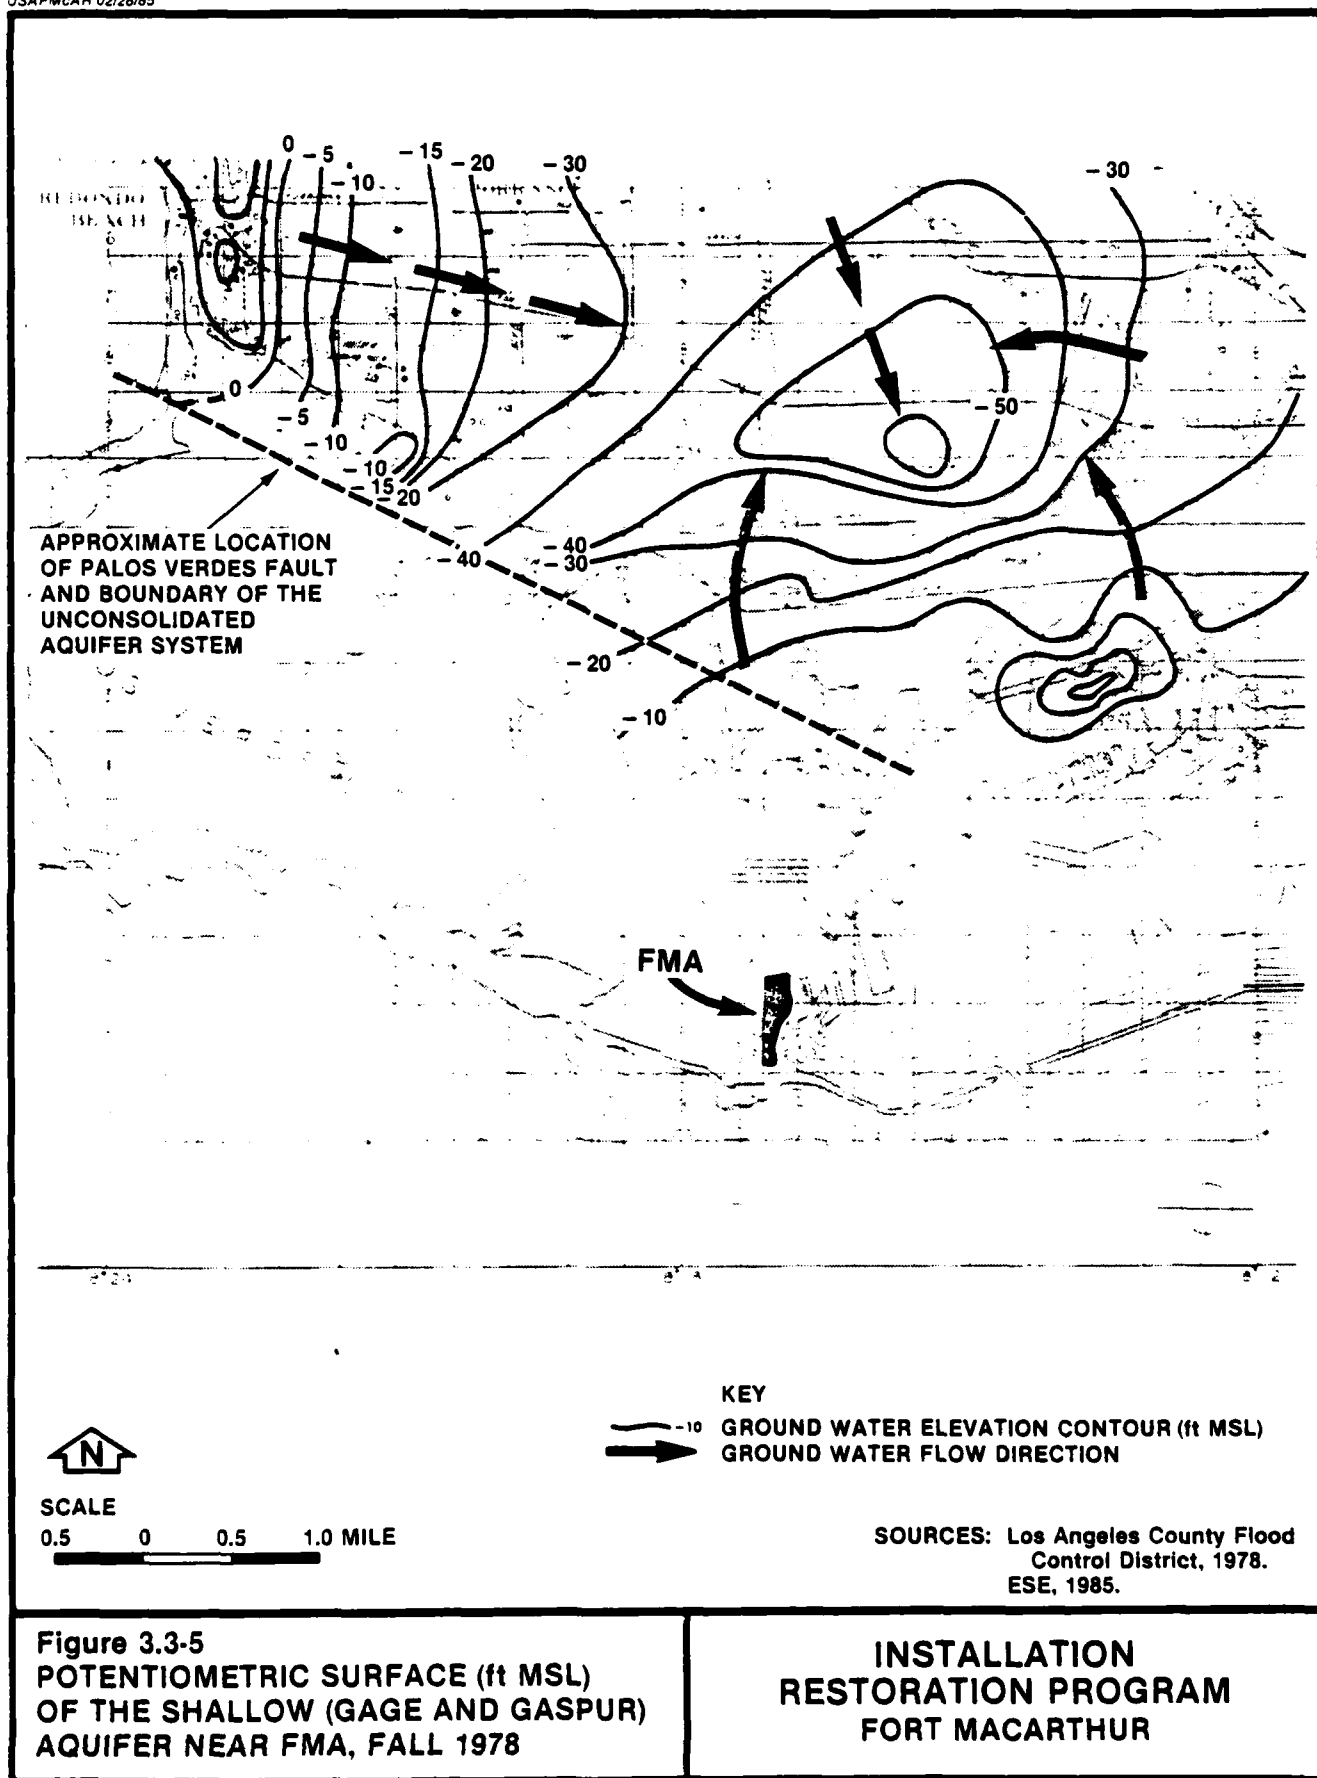 USAFMCAR 02/28/85
0
-5
-10
-15
-20
-30
-30
REDONDO
BEACH
0
-5
-10
-10
-15
-20
-40
-40
-30
-50
-20
-10
APPROXIMATE LOCATION
OF PALOS VERDES FAULT
AND BOUNDARY OF THE
UNCONSOLIDATED
AQUIFER SYSTEM
FMA
KEY
-10 GROUND WATER ELEVATION CONTOUR (ft MSL)
GROUND WATER FLOW DIRECTION
N
SCALE
0.5 0 0.5 1.0 MILE
SOURCES: Los Angeles County Flood
Control District, 1978.
ESE, 1985.
Figure 3.3-5
POTENTIOMETRIC SURFACE (ft MSL)
OF THE SHALLOW (GAGE AND GASPUR)
AQUIFER NEAR FMA, FALL 1978
INSTALLATION
RESTORATION PROGRAM
FORT MACARTHUR